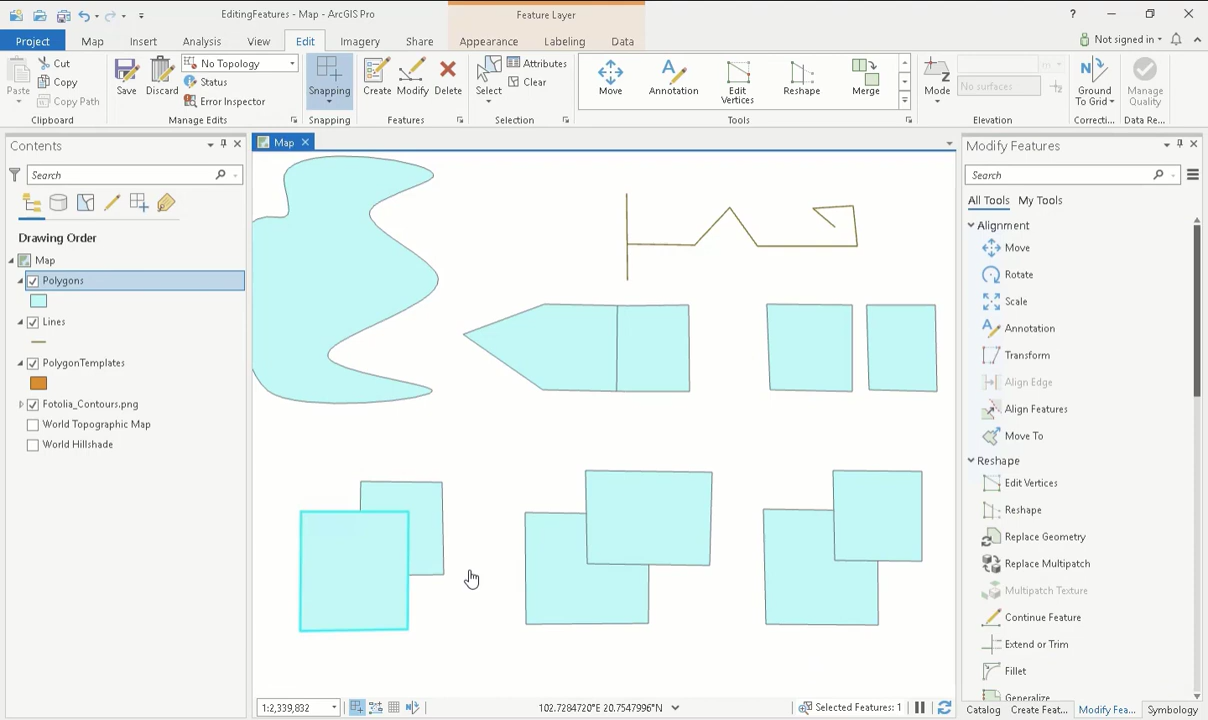 EditingFeatures - Map - ArcGIS Pro
Feature Layer
?
Project
Map
Insert
Analysis
View
Edit
Imagery
Share
Appearance
Labeling
Data
Not signed in
Paste
Cut
Copy
Copy Path
Clipboard
Save
Discard
No Topology
Status
Error Inspector
Manage Edits
Snapping
Snapping
Create
Modify
Delete
Features
Select
Attributes
Clear
Selection
Move
Annotation
Edit
Vertices
Reshape
Merge
Tools
Mode
m
No surfaces
Elevation
Ground
To Grid
Correcti...
Manage
Quality
Data Re...
Contents
Search
Drawing Order
Map
Polygons
Lines
PolygonTemplates
Fotolia_Contours.png
World Topographic Map
World Hillshade
Map
1:2,339,832
102.7284720°E 20.7547996°N
Selected Features: 1
Modify Features
Search
All Tools
My Tools
Alignment
Move
Rotate
Scale
Annotation
Transform
Align Edge
Align Features
Move To
Reshape
Edit Vertices
Reshape
Replace Geometry
Replace Multipatch
Multipatch Texture
Continue Feature
Extend or Trim
Fillet
Generalize
Catalog
Create Feat...
Modify Fea...
Symbology